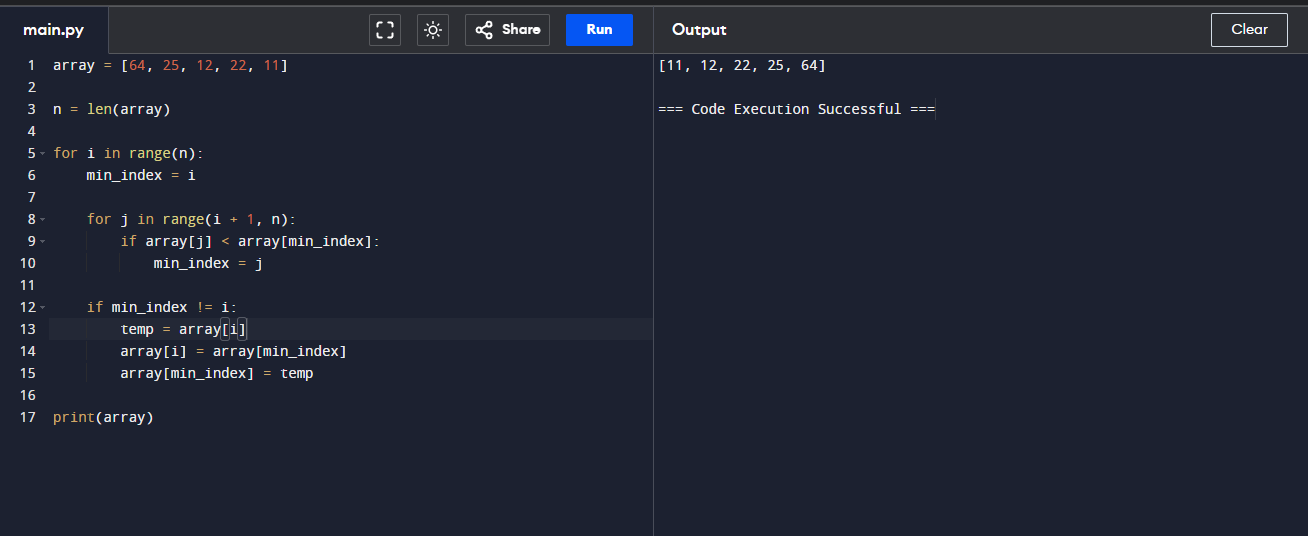 main.py
Share
Run
Output
Clear
1 array = [64, 25, 12, 22, 11]
2
3 n = len(array)
4
5 for i in range(n):
6     min_index = i
7
8     for j in range(i + 1, n):
9         if array[j] < array[min_index]:
10             min_index = j
11
12     if min_index != i:
13         temp = array[i]
14         array[i] = array[min_index]
15         array[min_index] = temp
16
17 print(array)
[11, 12, 22, 25, 64]
=== Code Execution Successful ===